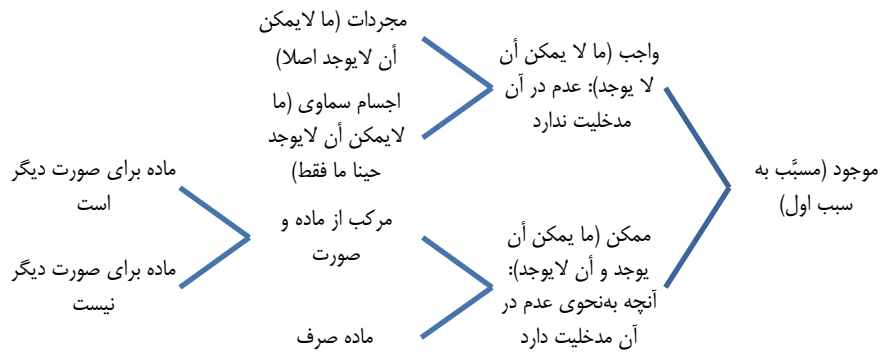 موجود (مسبَّب به
سبب اول)
واجب (ما لا یمکن أن
لا یوجد): عدم در آن
مدخلیت ندارد
مجردات (ما لایمکن
أن لایوجد اصلا)
اجسام سماوی (ما
لایمکن أن لایوجد
حینا ما فقط)
ممکن (ما یمکن أن
یوجد و أن لایوجد):
آنچه به‌نحوی عدم در
آن مدخلیت دارد
مرکب از ماده و
صورت
ماده برای صورت دیگر
است
ماده برای صورت دیگر
نیست
ماده صرف